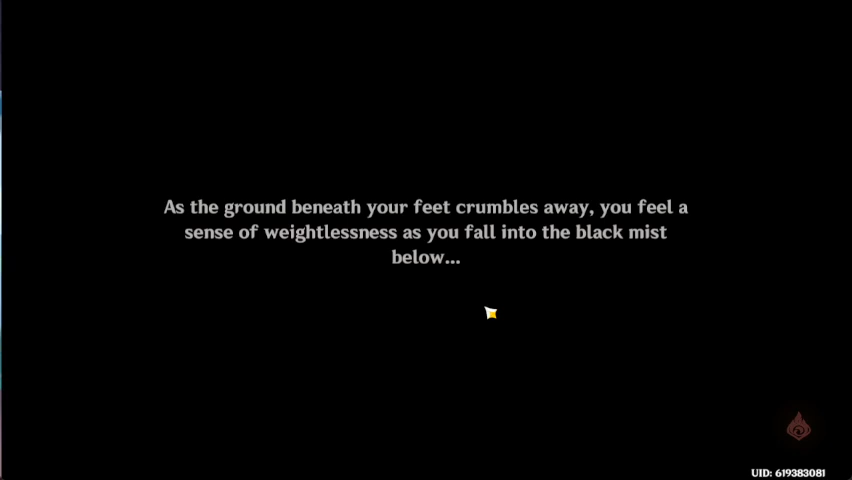 As the ground beneath your feet crumbles away, you feel a
sense of weightlessness as you fall into the black mist
below...
UID: 619383081